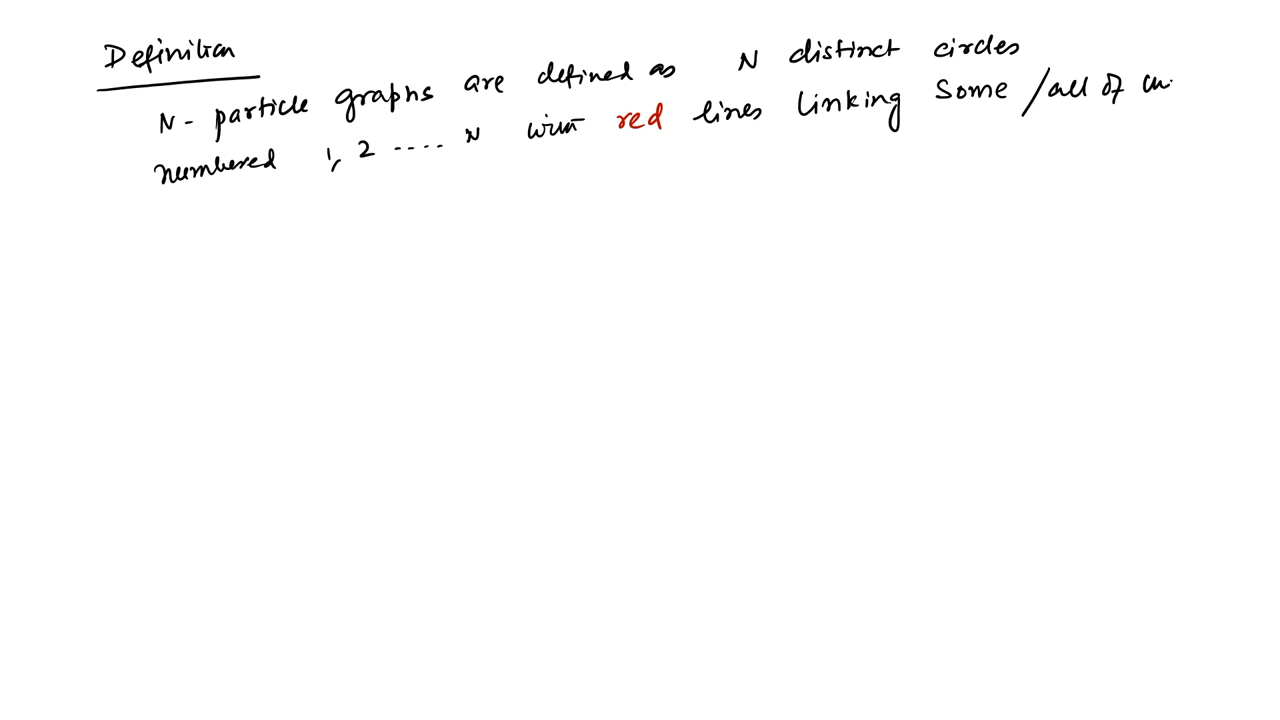 Definition
N- particle graphs are defined as N distinct circles
numbered 1, 2 .... N with red lines linking some /all of